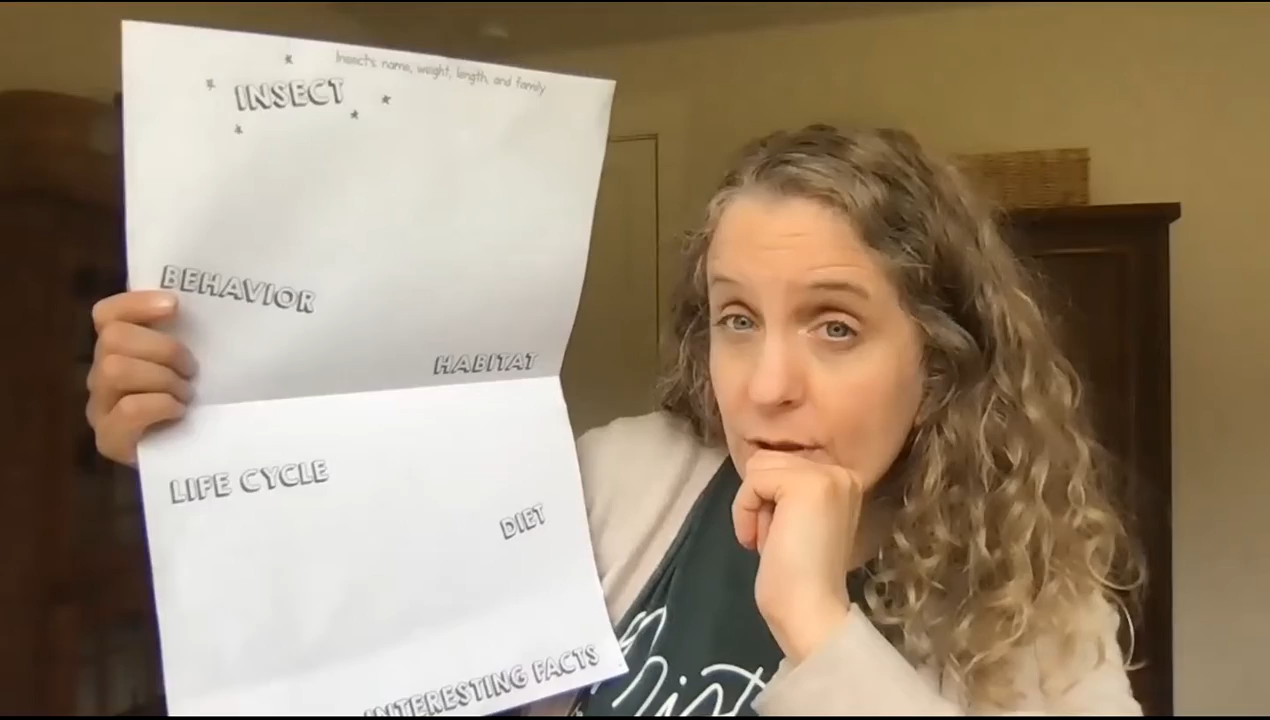 Insect's name, weight, length, and family
INSECT
BEHAVIOR
HABITAT
LIFE CYCLE
DIET
INTERESTING FACTS